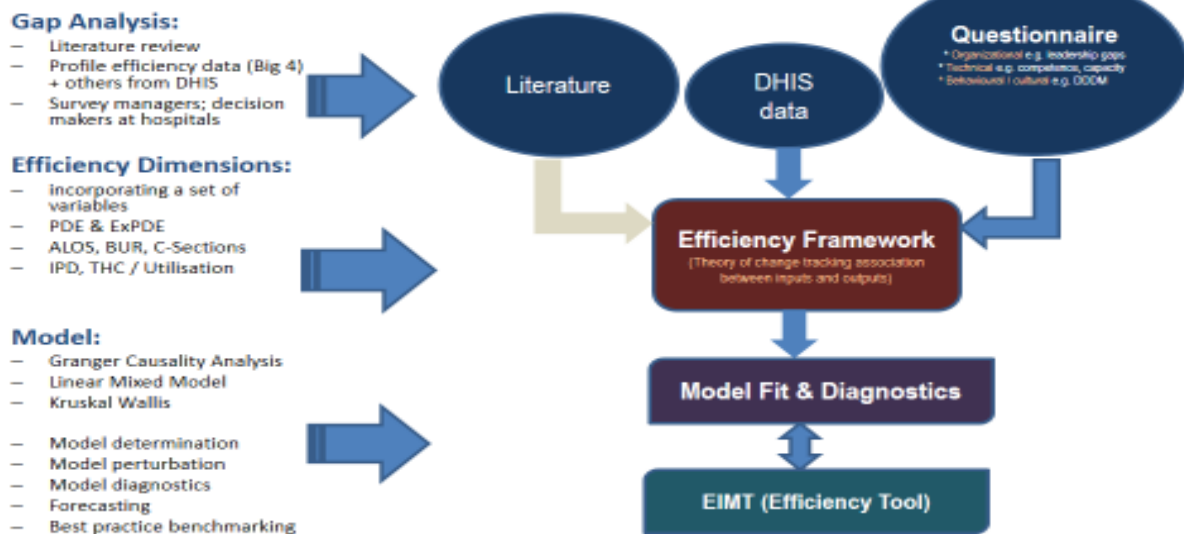 Gap Analysis:
– Literature review
– Profile efficiency data (Big 4)
+ others from DHIS
– Survey managers; decision
makers at hospitals
Efficiency Dimensions:
– incorporating a set of
variables
– PDE & ExPDE
– ALOS, BUR, C-Sections
– IPD, THC / Utilisation
Model:
– Granger Causality Analysis
– Linear Mixed Model
– Kruskal Wallis
– Model determination
– Model perturbation
– Model diagnostics
– Forecasting
– Best practice benchmarking
Literature
DHIS
data
Questionnaire
* Organizational e.g. leadership gaps
* Technical e.g. competence, capacity
* Behavioural / cultural e.g. DDDM
Efficiency Framework
(Theory of change tracking association
between inputs and outputs)
Model Fit & Diagnostics
EIMT (Efficiency Tool)